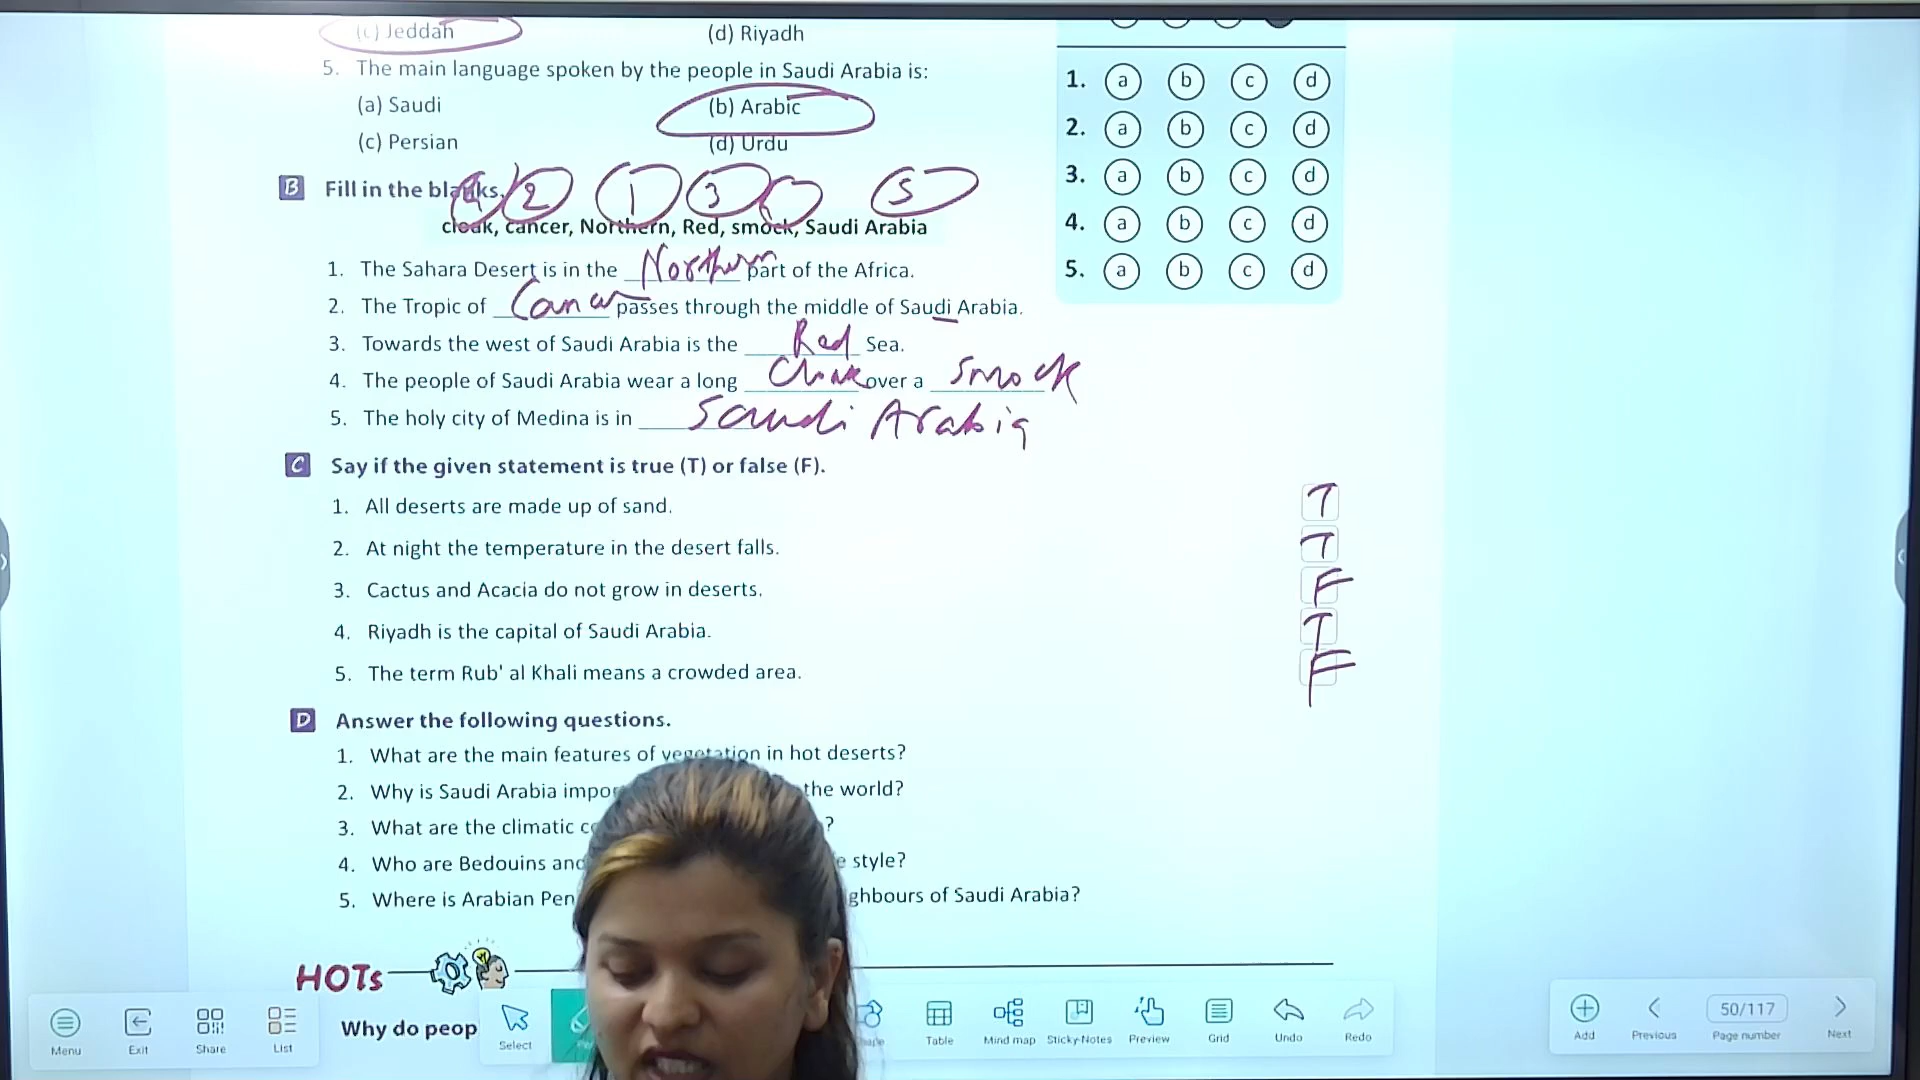 (c) Jeddah
(d) Riyadh
5. The main language spoken by the people in Saudi Arabia is:
(a) Saudi
(b) Arabic
(c) Persian
(d) Urdu
1. a b c d
2. a b c d
3. a b c d
4. a b c d
5. a b c d
4 2 1 3 5
B Fill in the blanks.
cloak, cancer, Northern, Red, smock, Saudi Arabia
1. The Sahara Desert is in the Northern part of the Africa.
2. The Tropic of Cancer passes through the middle of Saudi Arabia.
3. Towards the west of Saudi Arabia is the Red Sea.
4. The people of Saudi Arabia wear a long Cloak over a Smock
5. The holy city of Medina is in Saudi Arabia
C Say if the given statement is true (T) or false (F).
1. All deserts are made up of sand. T
2. At night the temperature in the desert falls. T
3. Cactus and Acacia do not grow in deserts. F
4. Riyadh is the capital of Saudi Arabia. T
5. The term Rub' al Khali means a crowded area. F
D Answer the following questions.
1. What are the main features of vegetation in hot deserts?
2. Why is Saudi Arabia the world?
3. What are the climatic ?
4. Who are Bedouins and style?
5. Where is Arabian of Saudi Arabia?
HOTs
Why do
Menu Exit Share List Select Table Mind map Sticky-Notes Preview Grid Undo Redo
Add Previous 50/117 Page number Next